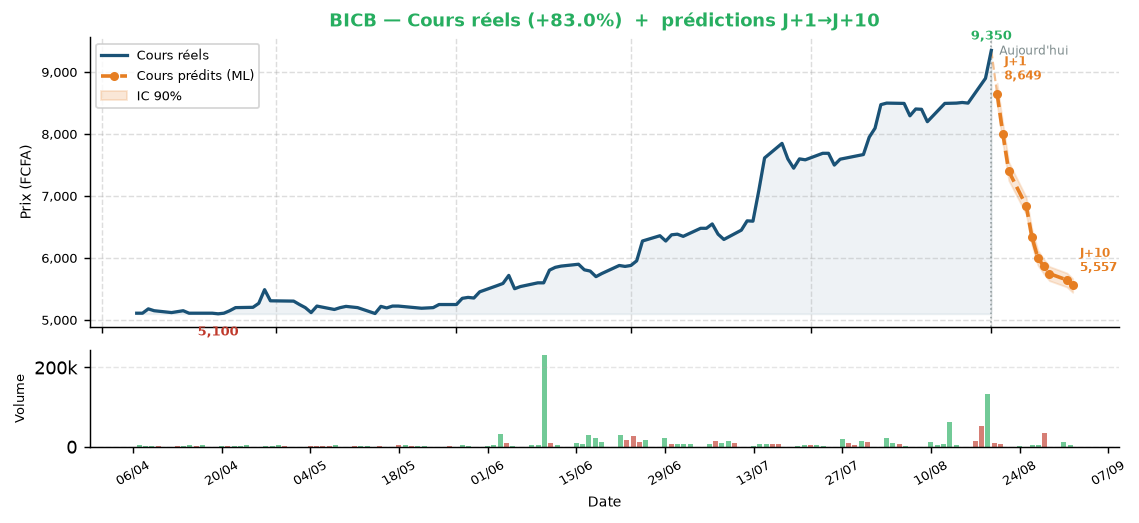 BICB — Cours réels (+83.0%) + prédictions J+1→J+10
9,350
Aujourd'hui
Cours réels
Cours prédits (ML)
IC 90%
J+1
8,649
J+10
5,557
5,100
Prix (FCFA)
9,000
8,000
7,000
6,000
5,000
Volume
200k
0
06/04
20/04
04/05
18/05
01/06
15/06
29/06
13/07
27/07
10/08
24/08
07/09
Date